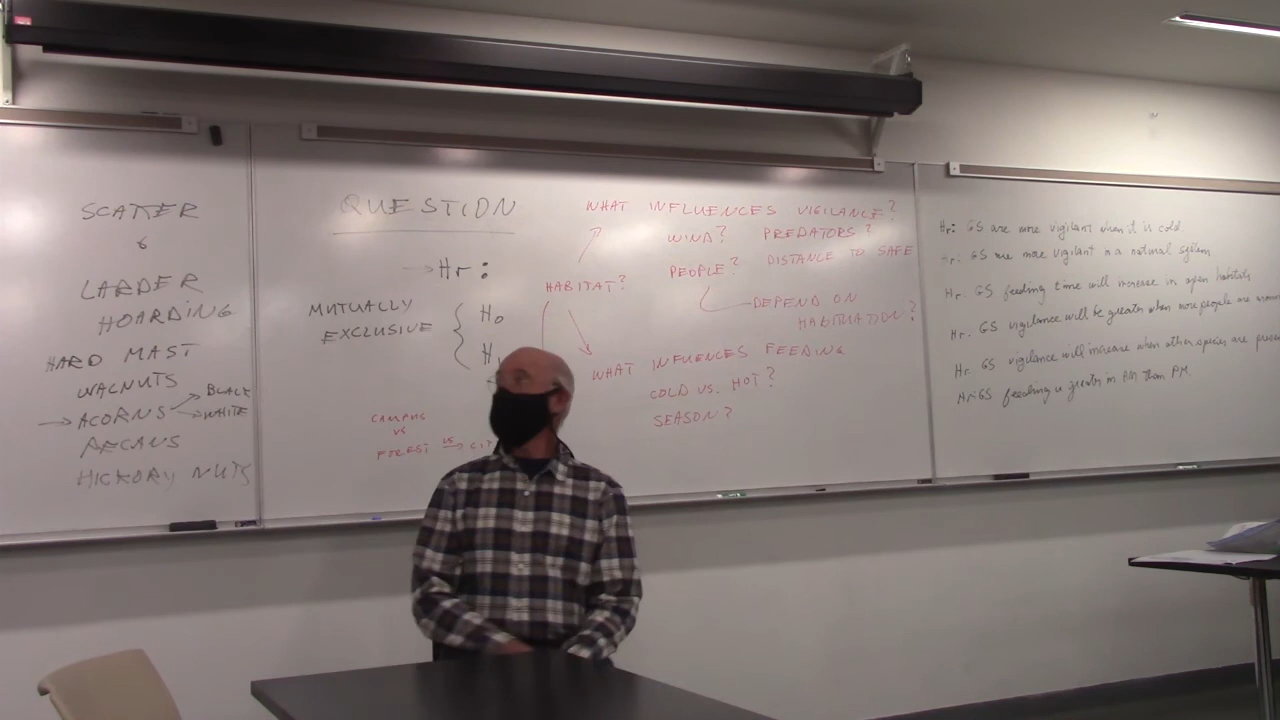 SCATTER
&
LARDER
HOARDING
HARD MAST
WALNUTS
→ ACORNS → BLACK
→ WHITE
PECANS
HICKORY NUTS
QUESTION
→ Hr:
MUTUALLY
EXCLUSIVE { H0
H1
CAMPUS
VS
FOREST VS →
HABITAT?
WHAT INFLUENCES VIGILANCE?
WIND? PREDATORS?
PEOPLE? DISTANCE TO SAFE
DEPEND ON
HABITUATION?
WHAT INFLUENCES FEEDING
COLD VS. HOT?
SEASON?
Hr: GS are more vigilant when it is cold
Hr: GS are more vigilant in a natural system
Hr. GS feeding time will increase in open habitats
Hr. GS vigilance will be greater when more people are around
Hr. GS vigilance will increase when other species are present
Hr: GS feeding is greater in AM than PM